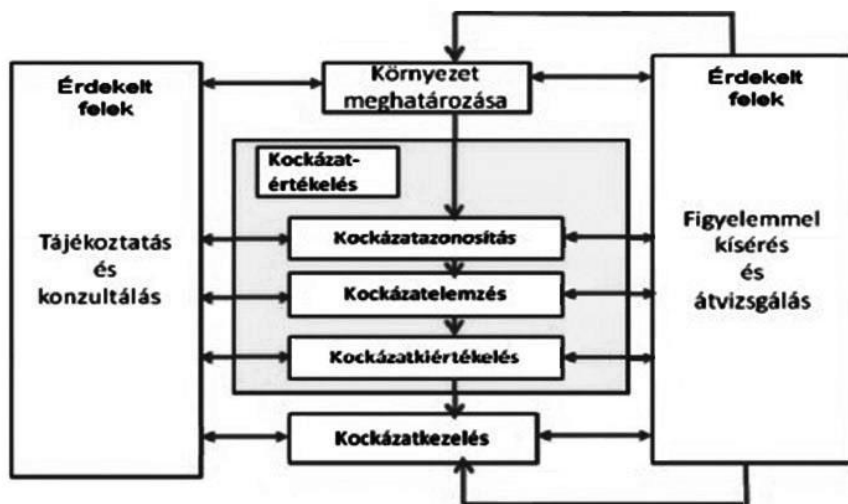 Érdekelt
felek
Tájékoztatás
és
konzultálás
Környezet
meghatározása
Kockázat-
értékelés
Kockázatazonosítás
Kockázatelemzés
Kockázatkiértékelés
Kockázatkezelés
Érdekelt
felek
Figyelemmel
kísérés
és
átvizsgálás